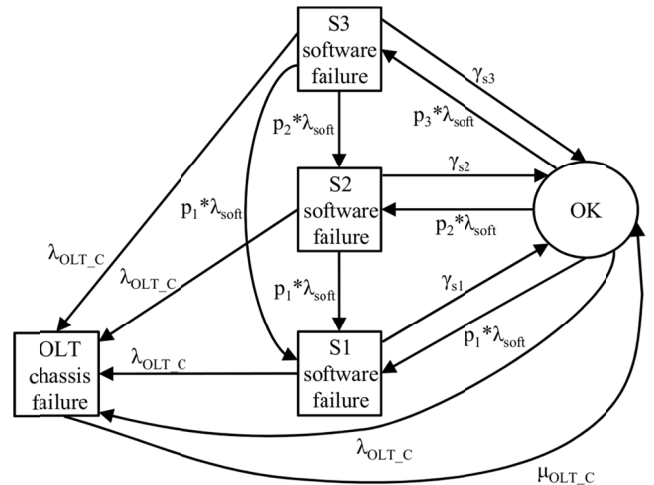 S3
software
failure
γs3
p3*λsoft
p2*λsoft
S2
software
failure
γs2
OK
p2*λsoft
p1*λsoft
λOLT_C
λOLT_C
p1*λsoft
γs1
p1*λsoft
OLT
chassis
failure
λOLT_C
S1
software
failure
λOLT_C
μOLT_C